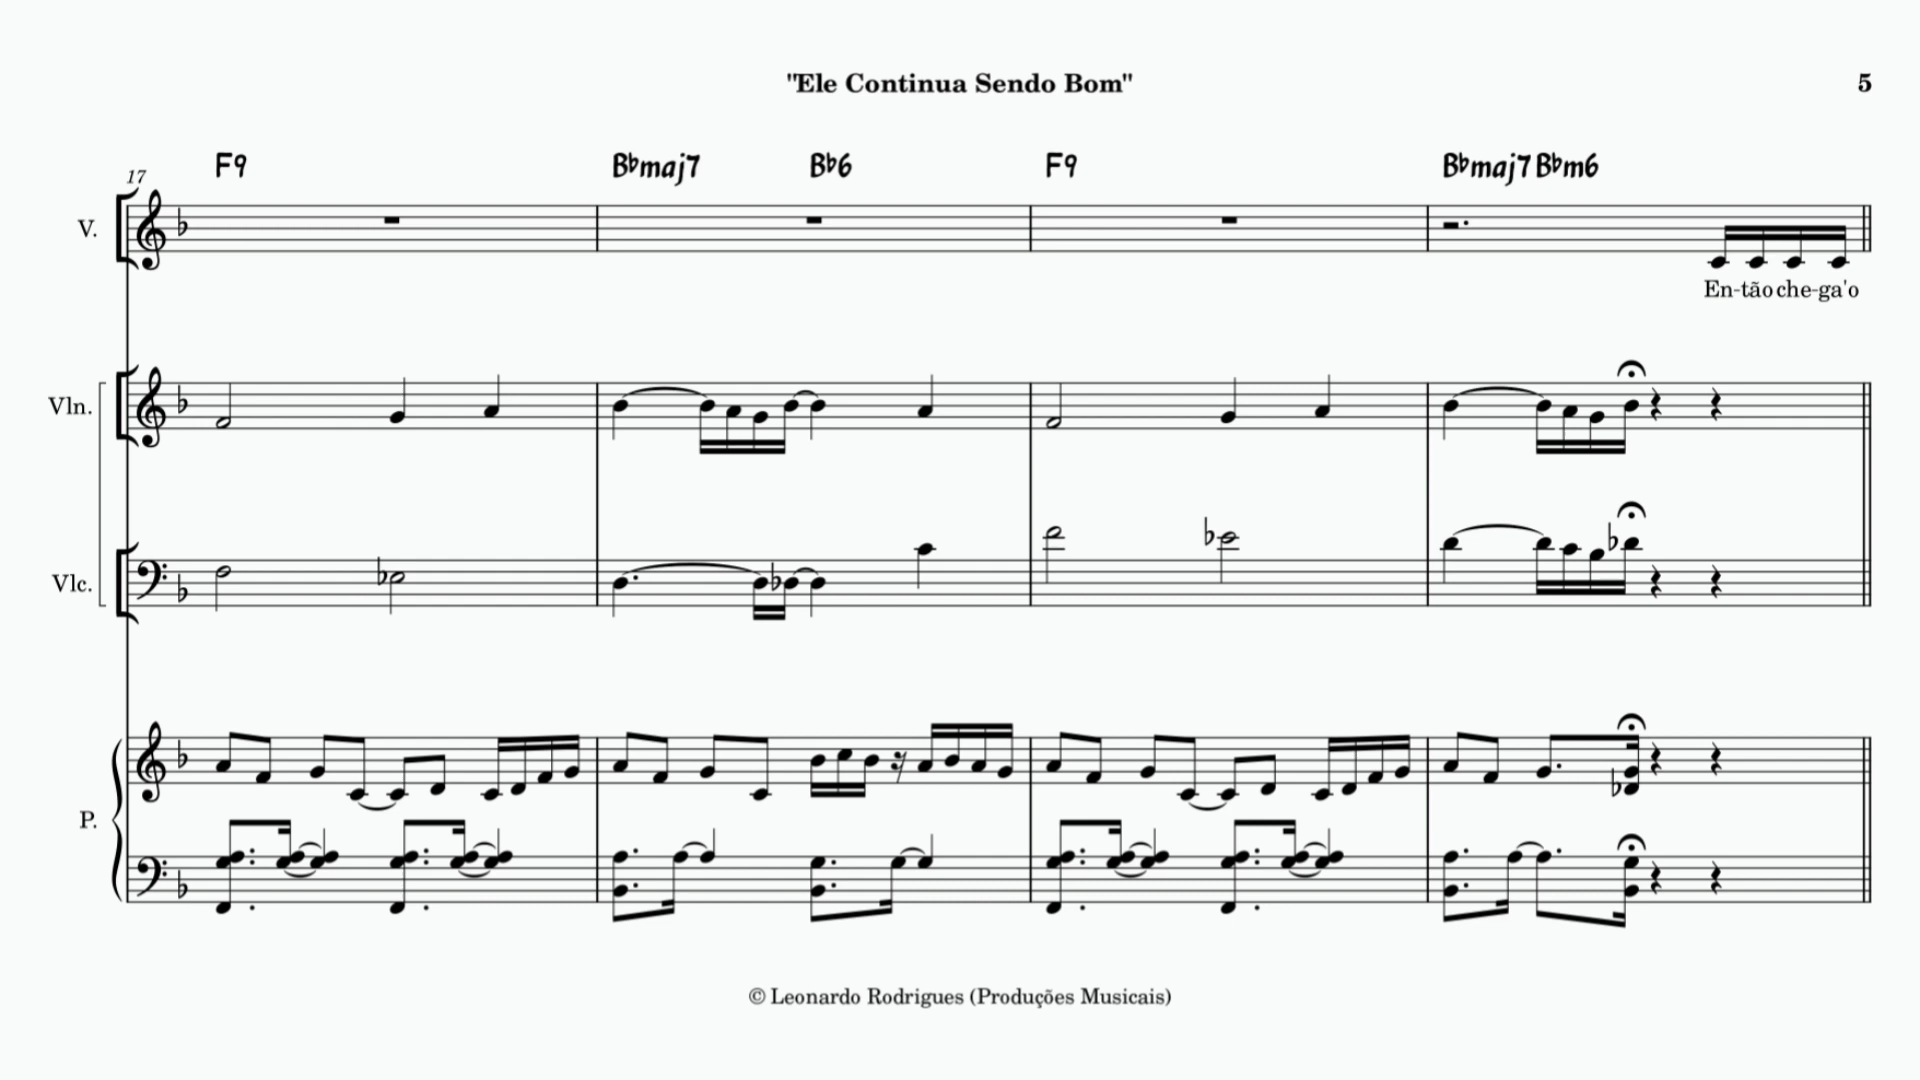 "Ele Continua Sendo Bom" 5
F9 B♭maj7 B♭6 F9 B♭maj7 B♭m6
17
V.
En-tão che-ga'o
Vln.
Vlc.
P.
© Leonardo Rodrigues (Produções Musicais)